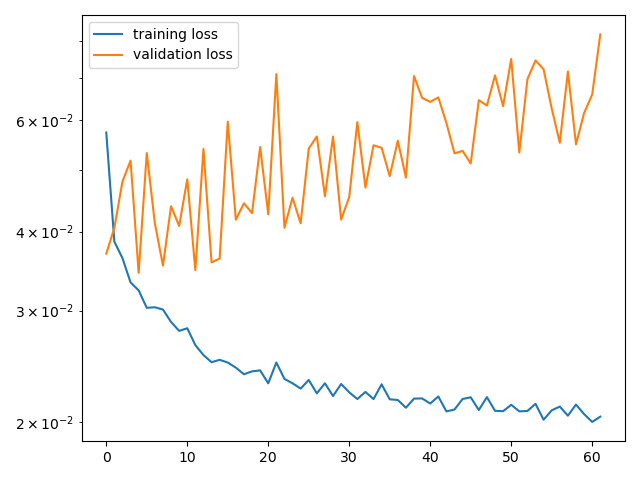 training loss
validation loss
6 × 10⁻²
4 × 10⁻²
3 × 10⁻²
2 × 10⁻²
0 10 20 30 40 50 60